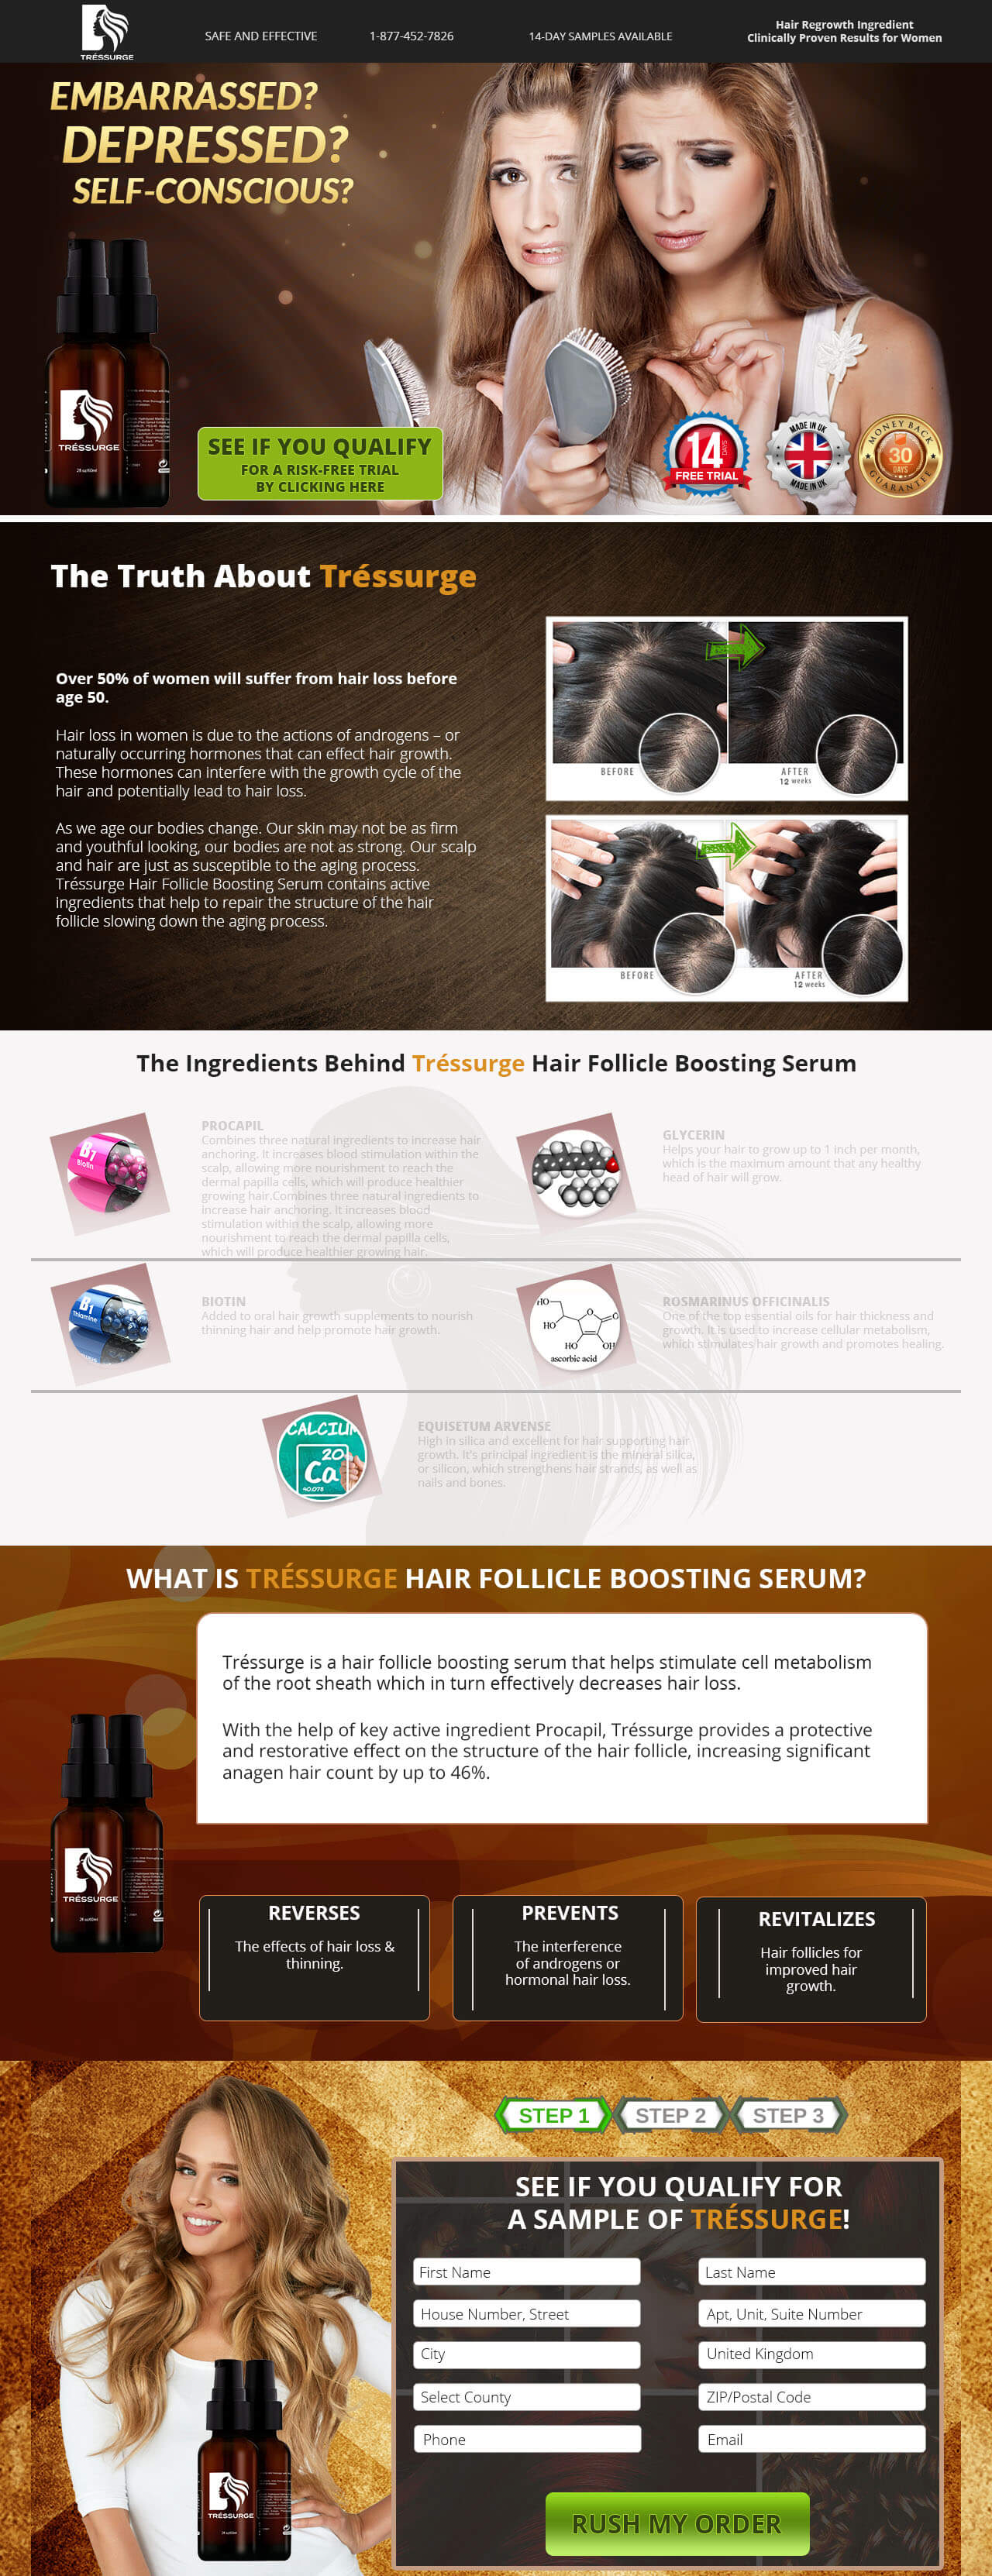 TRÉSSURGE
SAFE AND EFFECTIVE
1-877-452-7826
14-DAY SAMPLES AVAILABLE
Hair Regrowth Ingredient
Clinically Proven Results for Women
EMBARRASSED?
DEPRESSED?
SELF-CONSCIOUS?
TRÉSSURGE
SEE IF YOU QUALIFY
FOR A RISK-FREE TRIAL
BY CLICKING HERE
14 DAYS
FREE TRIAL
MADE IN UK
MADE IN UK
MONEY BACK
30
DAYS
GUARANTEE
The Truth About Tréssurge
Over 50% of women will suffer from hair loss before
age 50.
Hair loss in women is due to the actions of androgens – or
naturally occurring hormones that can effect hair growth.
These hormones can interfere with the growth cycle of the
hair and potentially lead to hair loss.
As we age our bodies change. Our skin may not be as firm
and youthful looking, our bodies are not as strong. Our scalp
and hair are just as susceptible to the aging process.
Tréssurge Hair Follicle Boosting Serum contains active
ingredients that help to repair the structure of the hair
follicle slowing down the aging process.
BEFORE
AFTER
12 weeks
BEFORE
AFTER
12 weeks
The Ingredients Behind Tréssurge Hair Follicle Boosting Serum
B1
Biotin
PROCAPIL
Combines three natural ingredients to increase hair
anchoring. It increases blood stimulation within the
scalp, allowing more nourishment to reach the
dermal papilla cells, which will produce healthier
growing hair.Combines three natural ingredients to
increase hair anchoring. It increases blood
stimulation within the scalp, allowing more
nourishment to reach the dermal papilla cells,
which will produce healthier growing hair.
GLYCERIN
Helps your hair to grow up to 1 inch per month,
which is the maximum amount that any healthy
head of hair will grow.
B1
Thiamine
BIOTIN
Added to oral hair growth supplements to nourish
thinning hair and help promote hair growth.
HO
HO
O
O
HO
OH
ascorbic acid
ROSMARINUS OFFICINALIS
One of the top essential oils for hair thickness and
growth. It is used to increase cellular metabolism,
which stimulates hair growth and promotes healing.
CALCIUM
20
Ca
40.078
EQUISETUM ARVENSE
High in silica and excellent for hair supporting hair
growth. It's principal ingredient is the mineral silica,
or silicon, which strengthens hair strands, as well as
nails and bones.
WHAT IS TRÉSSURGE HAIR FOLLICLE BOOSTING SERUM?
Tréssurge is a hair follicle boosting serum that helps stimulate cell metabolism
of the root sheath which in turn effectively decreases hair loss.
With the help of key active ingredient Procapil, Tréssurge provides a protective
and restorative effect on the structure of the hair follicle, increasing significant
anagen hair count by up to 46%.
TRÉSSURGE
REVERSES
The effects of hair loss &
thinning.
PREVENTS
The interference
of androgens or
hormonal hair loss.
REVITALIZES
Hair follicles for
improved hair
growth.
STEP 1
STEP 2
STEP 3
SEE IF YOU QUALIFY FOR
A SAMPLE OF TRÉSSURGE!
First Name
Last Name
House Number, Street
Apt, Unit, Suite Number
City
United Kingdom
Select County
ZIP/Postal Code
Phone
Email
TRÉSSURGE
RUSH MY ORDER